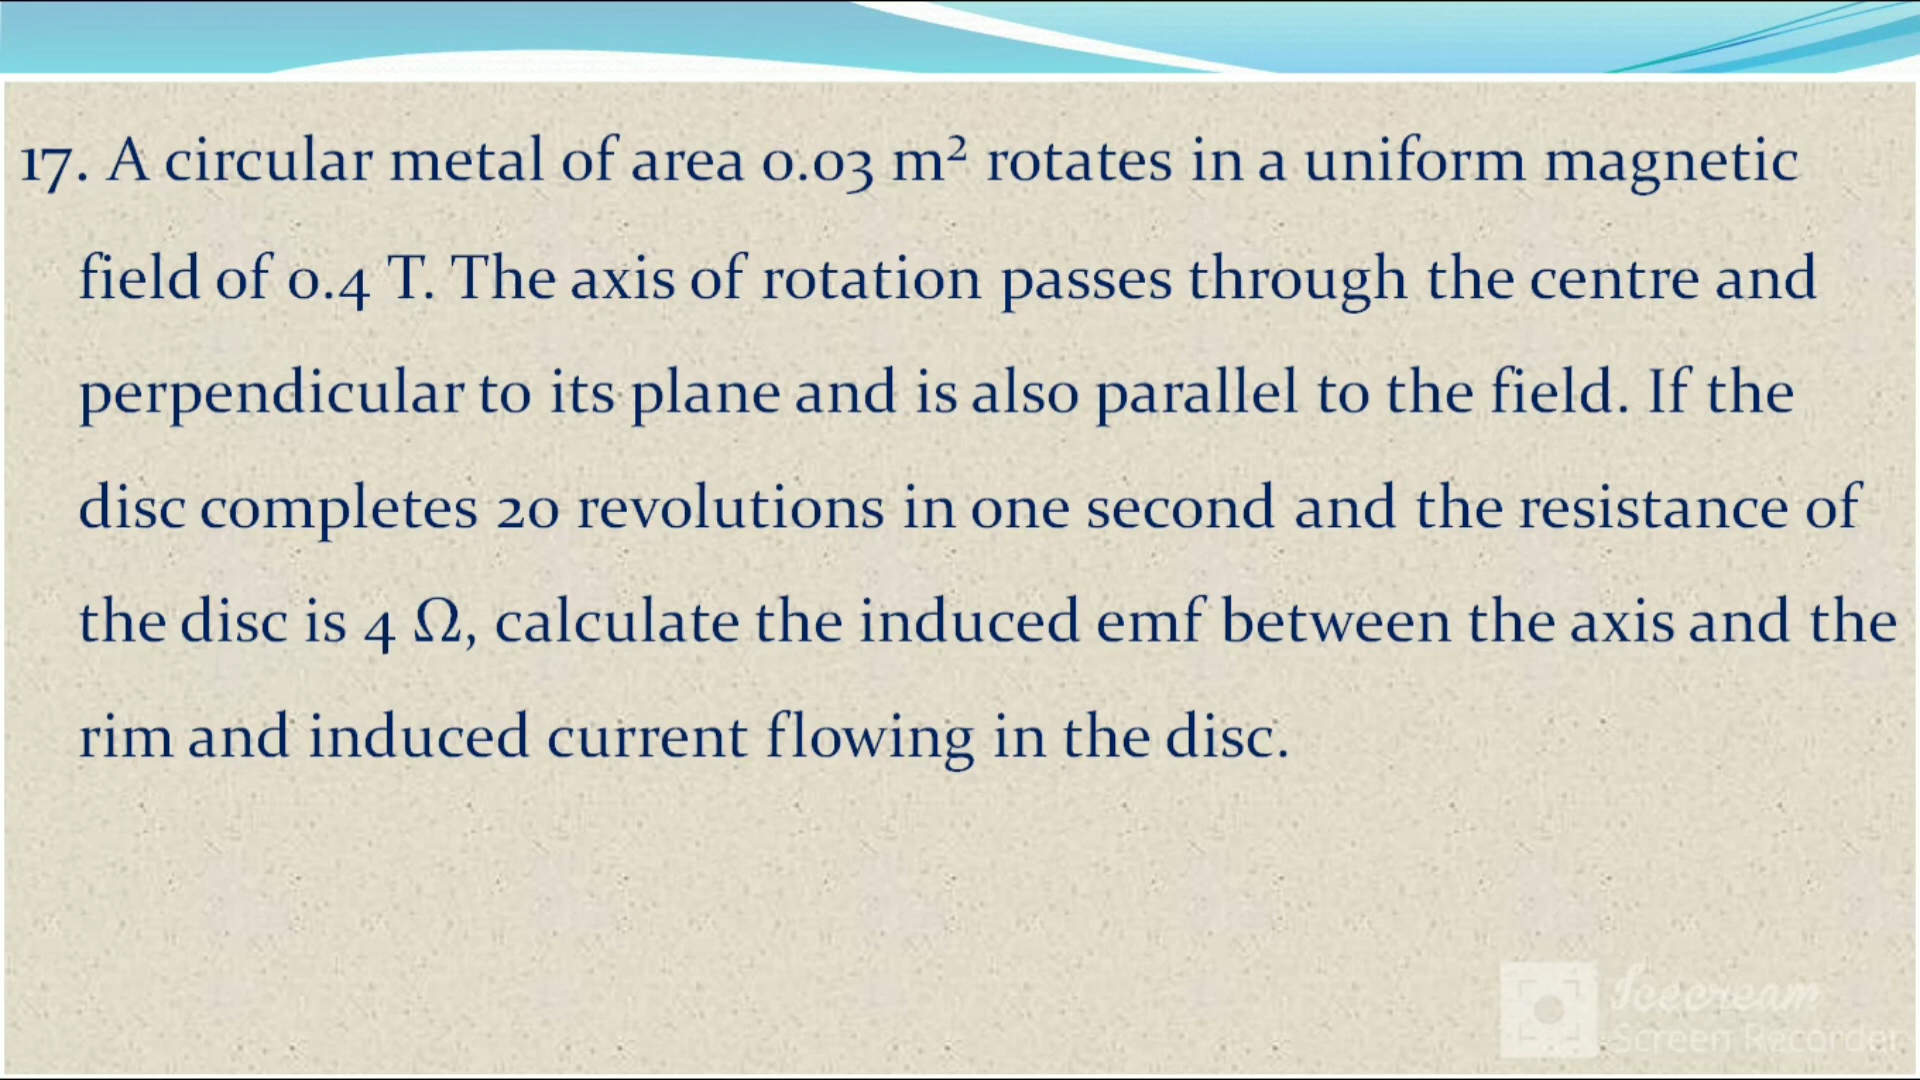 17. A circular metal of area 0.03 m² rotates in a uniform magnetic
field of 0.4 T. The axis of rotation passes through the centre and
perpendicular to its plane and is also parallel to the field. If the
disc completes 20 revolutions in one second and the resistance of
the disc is 4 Ω, calculate the induced emf between the axis and the
rim and induced current flowing in the disc.
Icecream
Screen Recorder